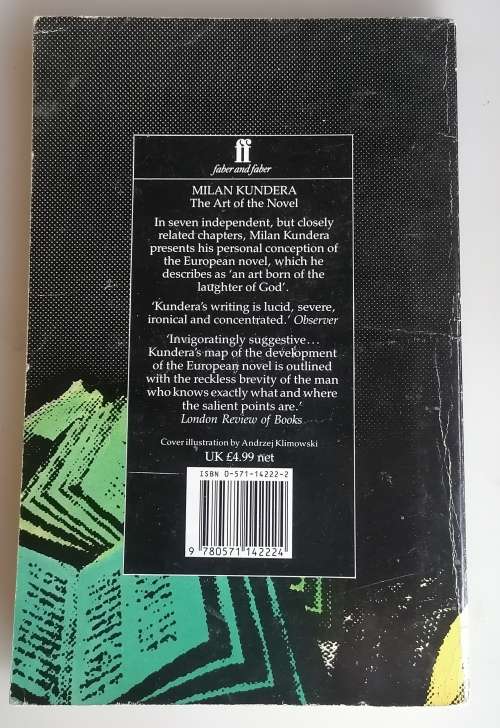 ff
faber and faber
MILAN KUNDERA
The Art of the Novel
In seven independent, but closely
related chapters, Milan Kundera
presents his personal conception of
the European novel, which he
describes as ‘an art born of the
laughter of God’.
‘Kundera’s writing is lucid, severe,
ironical and concentrated.’ Observer
‘Invigoratingly suggestive...
Kundera’s map of the development
of the European novel is outlined
with the reckless brevity of the man
who knows exactly what and where
the salient points are.’
London Review of Books
Cover illustration by Andrzej Klimowski
UK £4.99 net
ISBN 0-571-14222-2
9 780571 142224